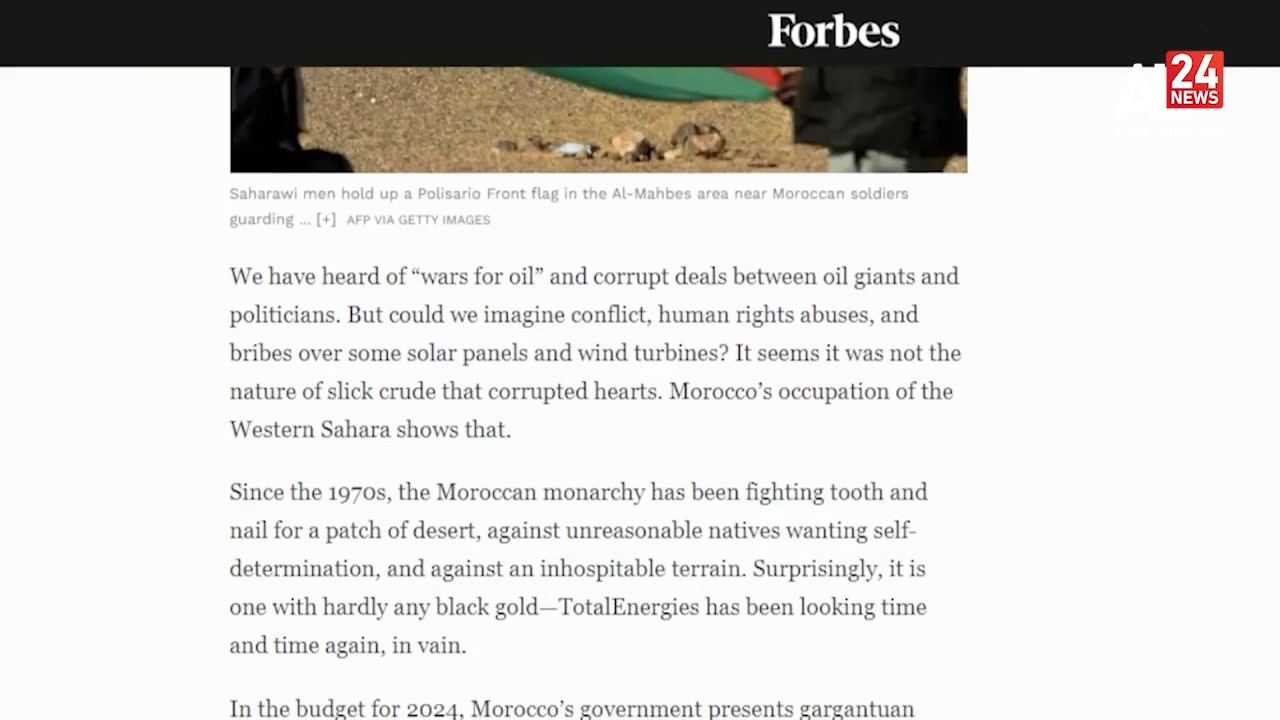 Forbes
24
NEWS
Saharawi men hold up a Polisario Front flag in the Al-Mahbes area near Moroccan soldiers
guarding ... [+] AFP VIA GETTY IMAGES
We have heard of “wars for oil” and corrupt deals between oil giants and
politicians. But could we imagine conflict, human rights abuses, and
bribes over some solar panels and wind turbines? It seems it was not the
nature of slick crude that corrupted hearts. Morocco’s occupation of the
Western Sahara shows that.
Since the 1970s, the Moroccan monarchy has been fighting tooth and
nail for a patch of desert, against unreasonable natives wanting self-
determination, and against an inhospitable terrain. Surprisingly, it is
one with hardly any black gold—TotalEnergies has been looking time
and time again, in vain.
In the budget for 2024, Morocco’s government presents gargantuan